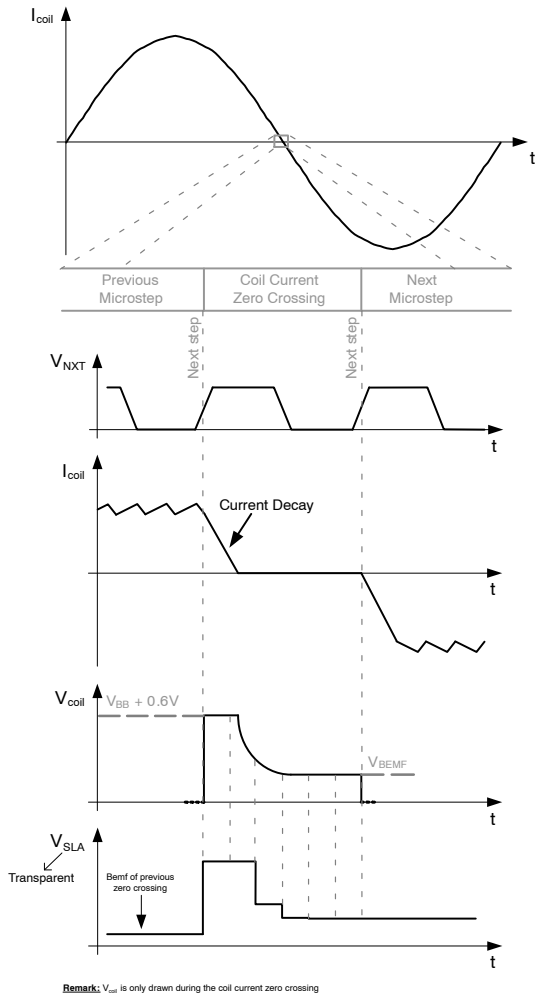 Icoil
t
Previous
Microstep
Coil Current
Zero Crossing
Next
Microstep
Next step
Next step
VNXT
t
Icoil
Current Decay
t
Vcoil
VBB + 0.6V
VBEMF
t
VSLA
Transparent
Bemf of previous
zero crossing
t
Remark: Vcoil is only drawn during the coil current zero crossing